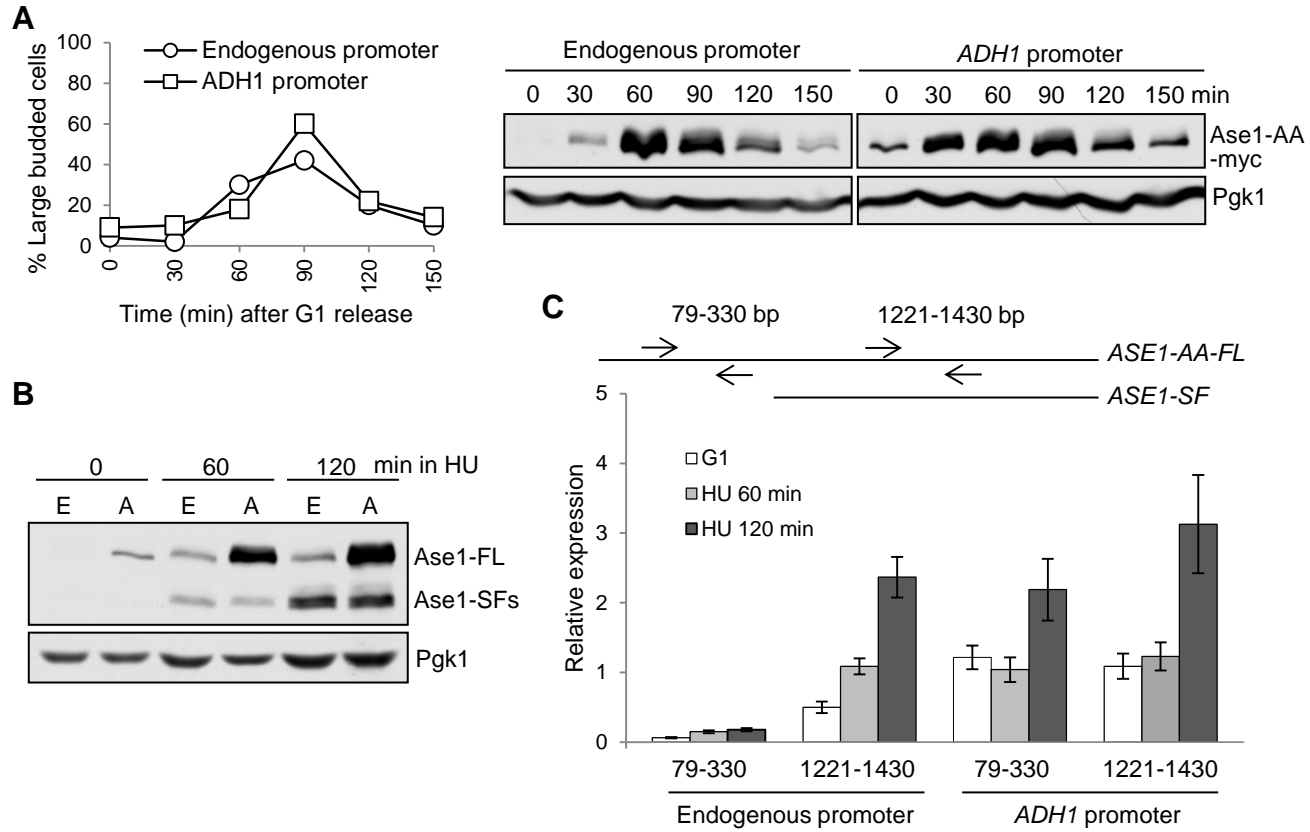 A
% Large budded cells
100
80
60
40
20
0
Endogenous promoter
ADH1 promoter
0 30 60 90 120 150
Time (min) after G1 release
Endogenous promoter ADH1 promoter
0 30 60 90 120 150 0 30 60 90 120 150 min
Ase1-AA
-myc
Pgk1
B
0 60 120 min in HU
E A E A E A
Ase1-FL
Ase1-SFs
Pgk1
C
79-330 bp 1221-1430 bp
ASE1-AA-FL
ASE1-SF
Relative expression
5
4
3
2
1
0
G1
HU 60 min
HU 120 min
79-330 1221-1430 79-330 1221-1430
Endogenous promoter ADH1 promoter